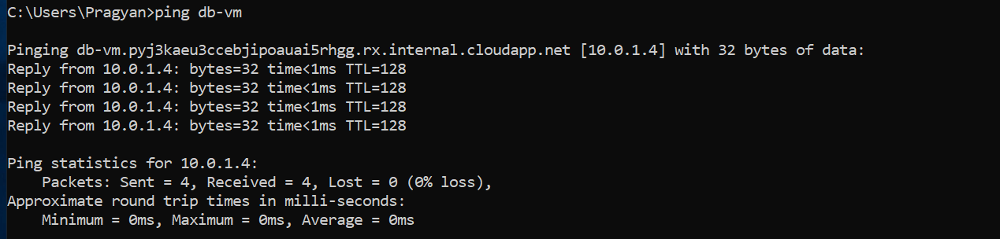 C:\Users\Pragyan>ping db-vm
Pinging db-vm.pyj3kaeu3ccebjipoauai5rhgg.rx.internal.cloudapp.net [10.0.1.4] with 32 bytes of data:
Reply from 10.0.1.4: bytes=32 time<1ms TTL=128
Reply from 10.0.1.4: bytes=32 time<1ms TTL=128
Reply from 10.0.1.4: bytes=32 time<1ms TTL=128
Reply from 10.0.1.4: bytes=32 time<1ms TTL=128
Ping statistics for 10.0.1.4:
    Packets: Sent = 4, Received = 4, Lost = 0 (0% loss),
Approximate round trip times in milli-seconds:
    Minimum = 0ms, Maximum = 0ms, Average = 0ms